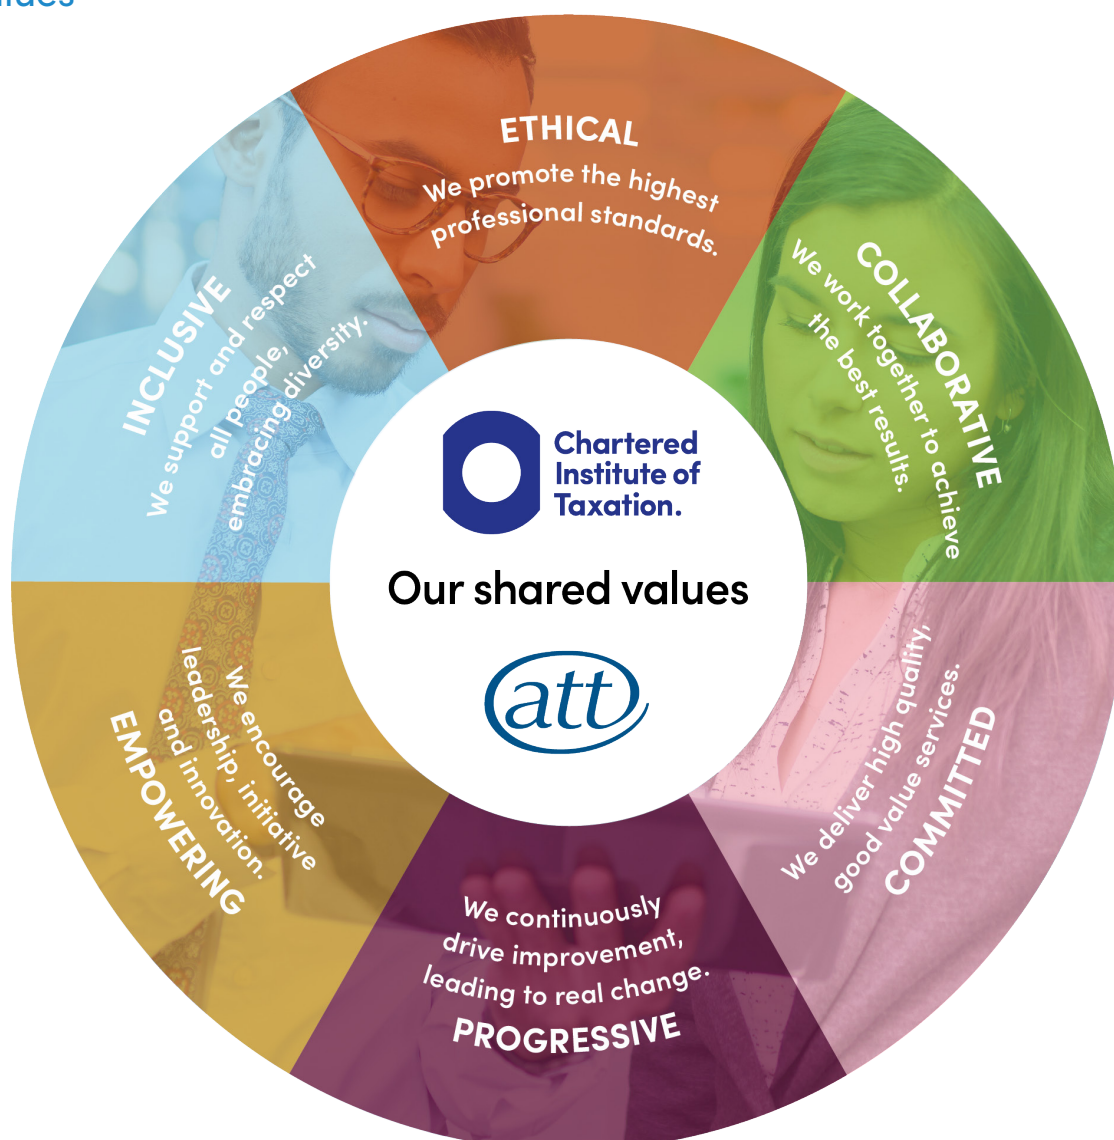 ETHICAL
We promote the highest
professional standards.
COLLABORATIVE
We work together to achieve
the best results.
We deliver high quality,
good value services.
COMMITTED
We continuously
drive improvement,
leading to real change.
PROGRESSIVE
We encourage
leadership, initiative
and innovation.
EMPOWERING
INCLUSIVE
We support and respect
all people,
embracing diversity.
Chartered
Institute of
Taxation.
Our shared values
att